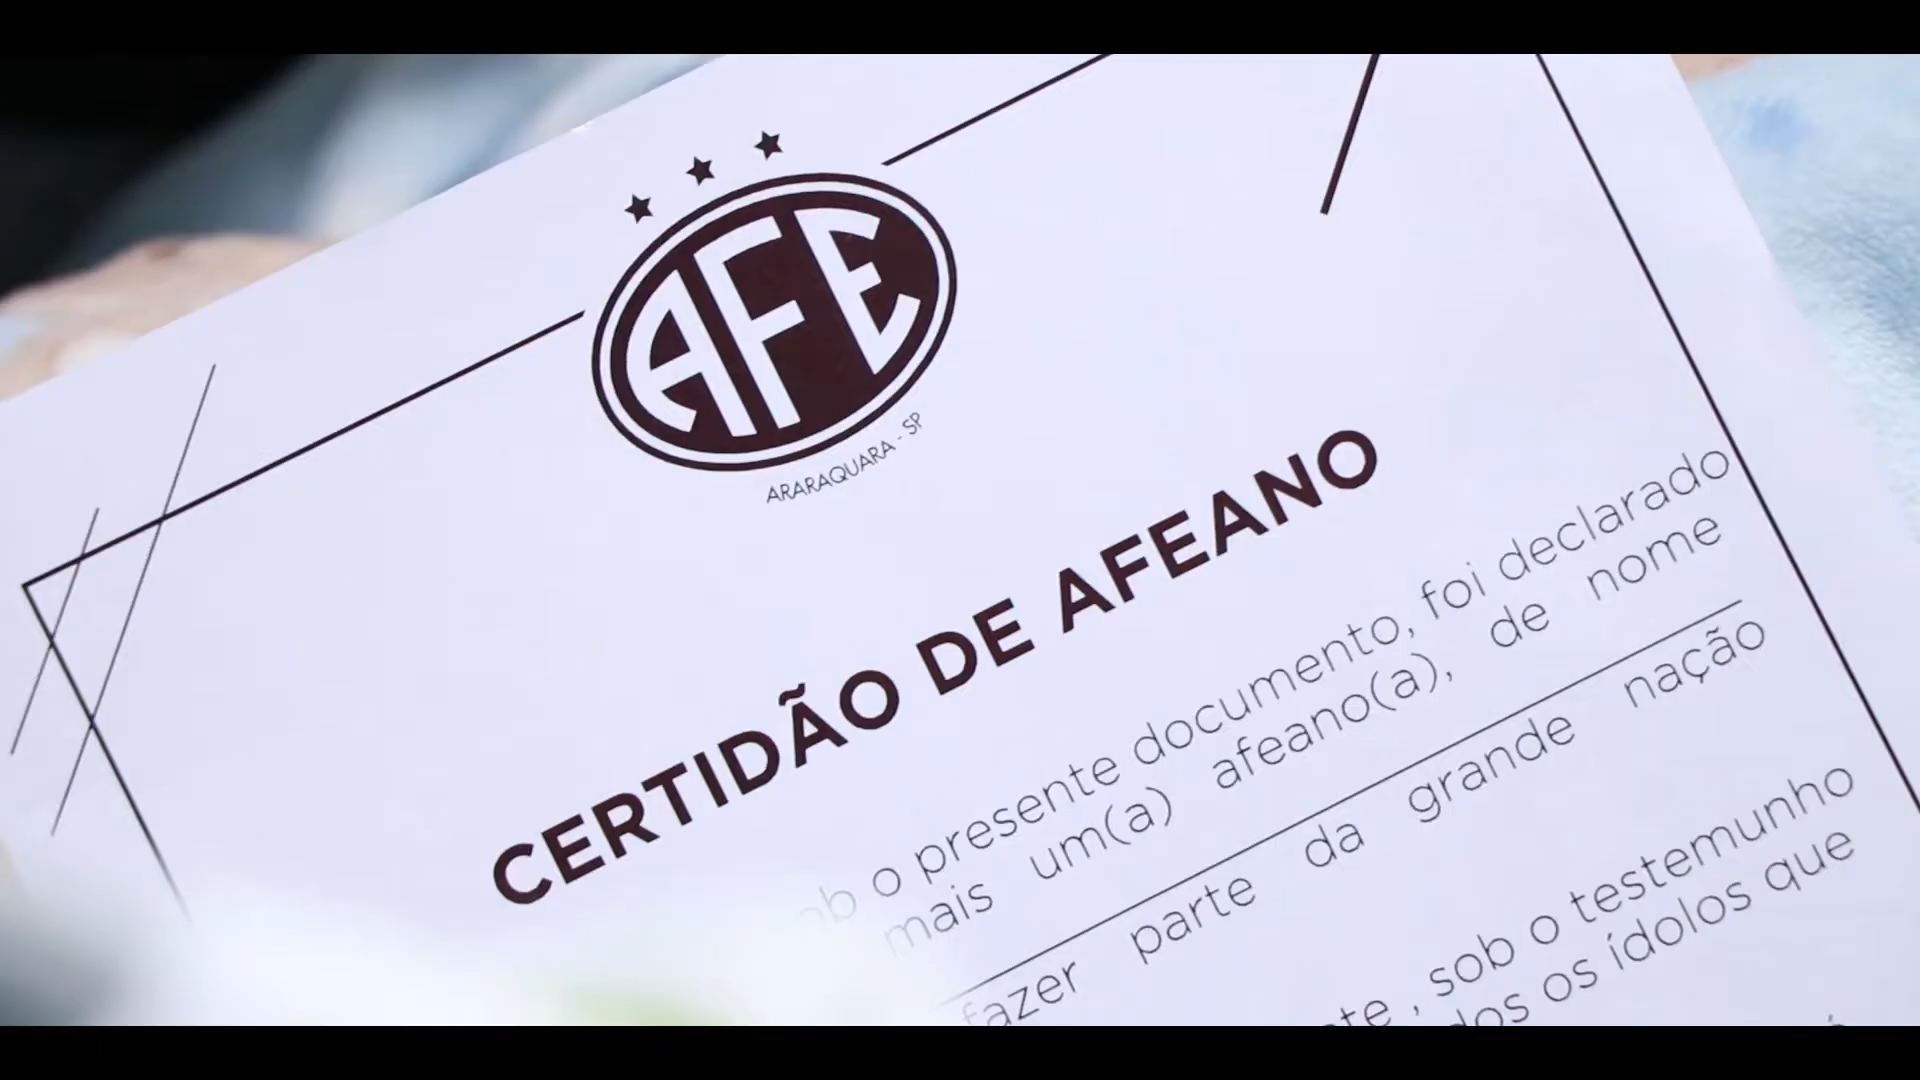 AFE
ARARAQUARA - SP
CERTIDÃO DE AFEANO
o presente documento, foi declarado
mais um(a) afeano(a), de nome
fazer parte da grande nação
, sob o testemunho
os ídolos que